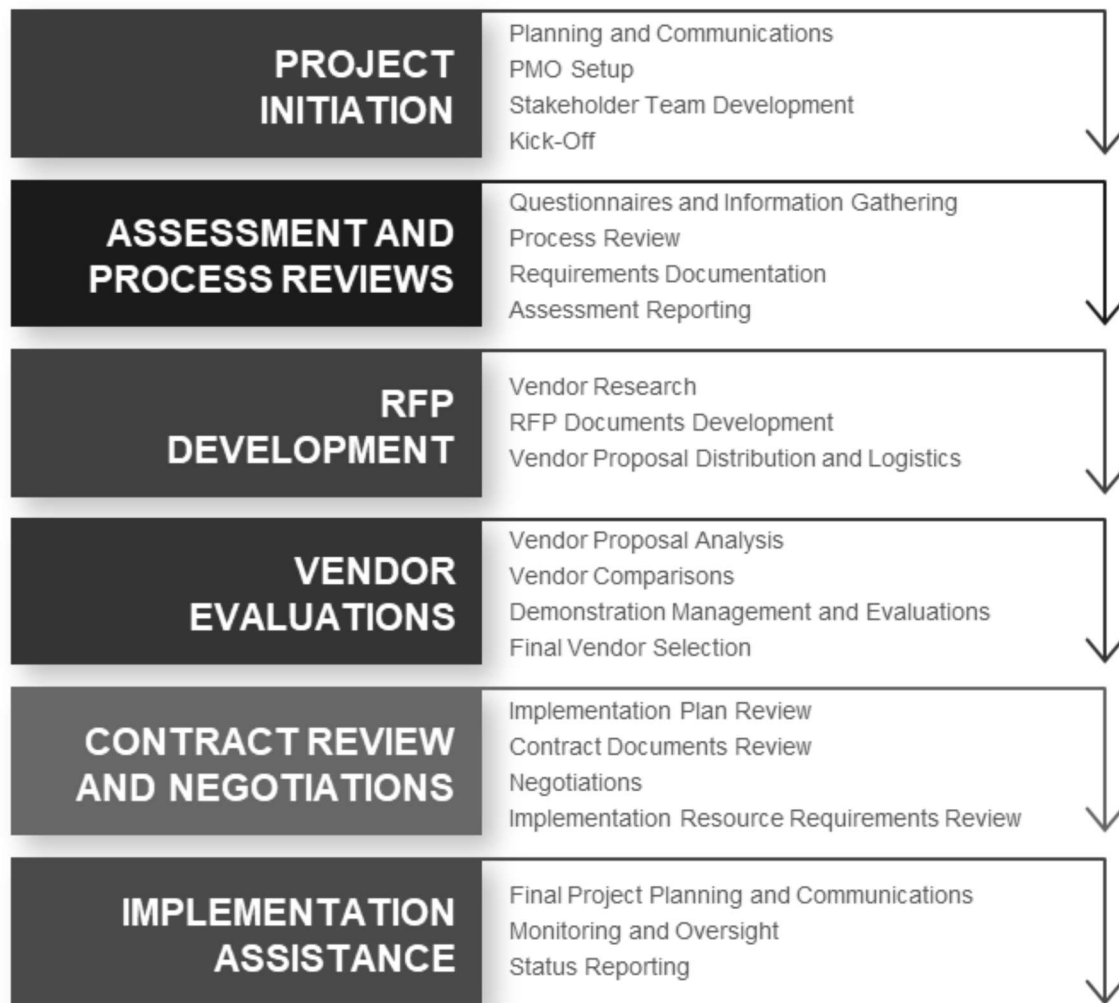 PROJECT
INITIATION
Planning and Communications
PMO Setup
Stakeholder Team Development
Kick-Off
ASSESSMENT AND
PROCESS REVIEWS
Questionnaires and Information Gathering
Process Review
Requirements Documentation
Assessment Reporting
RFP
DEVELOPMENT
Vendor Research
RFP Documents Development
Vendor Proposal Distribution and Logistics
VENDOR
EVALUATIONS
Vendor Proposal Analysis
Vendor Comparisons
Demonstration Management and Evaluations
Final Vendor Selection
CONTRACT REVIEW
AND NEGOTIATIONS
Implementation Plan Review
Contract Documents Review
Negotiations
Implementation Resource Requirements Review
IMPLEMENTATION
ASSISTANCE
Final Project Planning and Communications
Monitoring and Oversight
Status Reporting